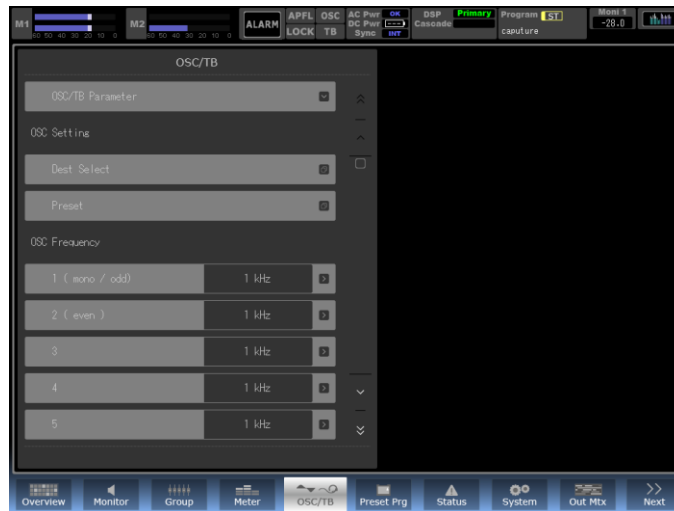 M1 60 50 40 30 20 10 0 M2 60 50 40 30 20 10 0 ALARM APFL OSC AC Pwr OK DSP Primary Program ST Moni 1
LOCK TB DC Pwr Cascade caputure -28.0
Sync INT
OSC/TB
OSC/TB Parameter
OSC Setting
Dest Select
Preset
OSC Frequency
1 ( mono / odd) 1 kHz
2 ( even ) 1 kHz
3 1 kHz
4 1 kHz
5 1 kHz
Overview Monitor Group Meter OSC/TB Preset Prg Status System Out Mtx Next